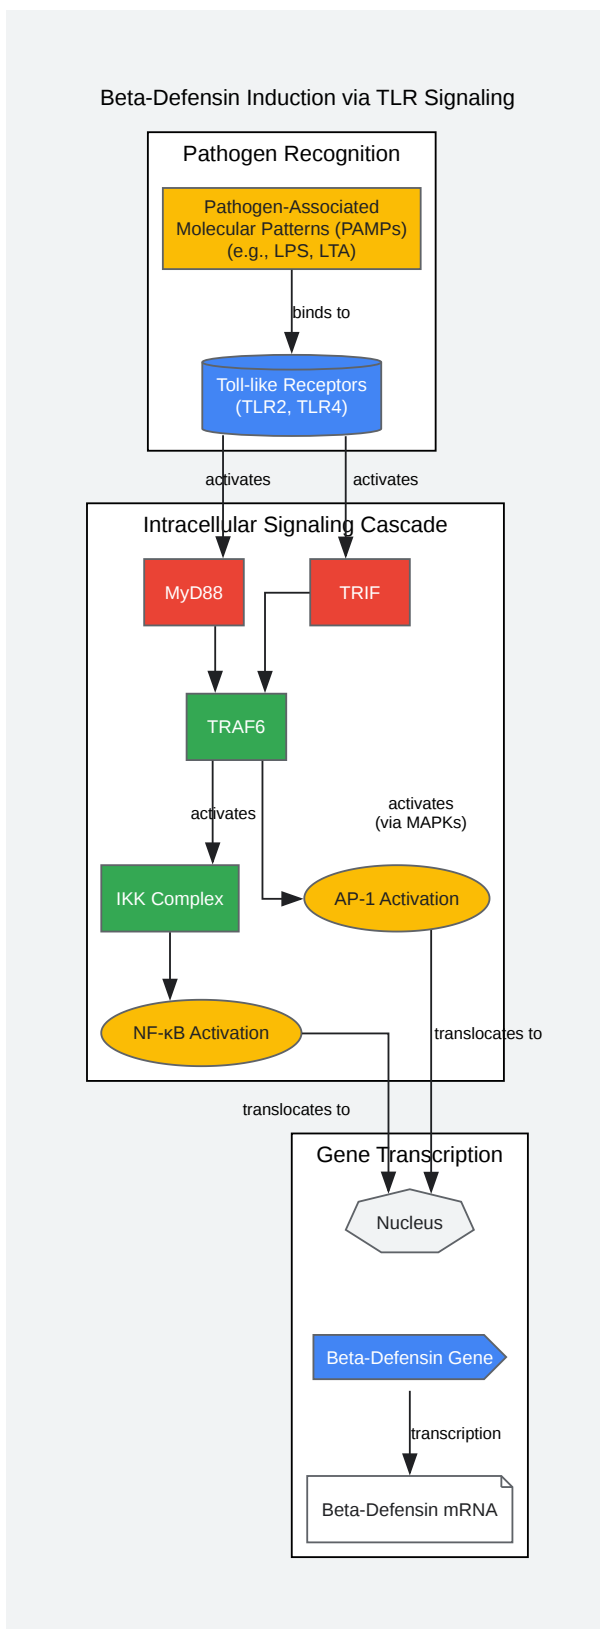 Beta-Defensin Induction via TLR Signaling
Pathogen Recognition
Pathogen-Associated
Molecular Patterns (PAMPs)
(e.g., LPS, LTA)
binds to
Toll-like Receptors
(TLR2, TLR4)
activates
activates
Intracellular Signaling Cascade
MyD88
TRIF
TRAF6
activates
activates
(via MAPKs)
IKK Complex
AP-1 Activation
NF-κB Activation
translocates to
translocates to
Gene Transcription
Nucleus
Beta-Defensin Gene
transcription
Beta-Defensin mRNA